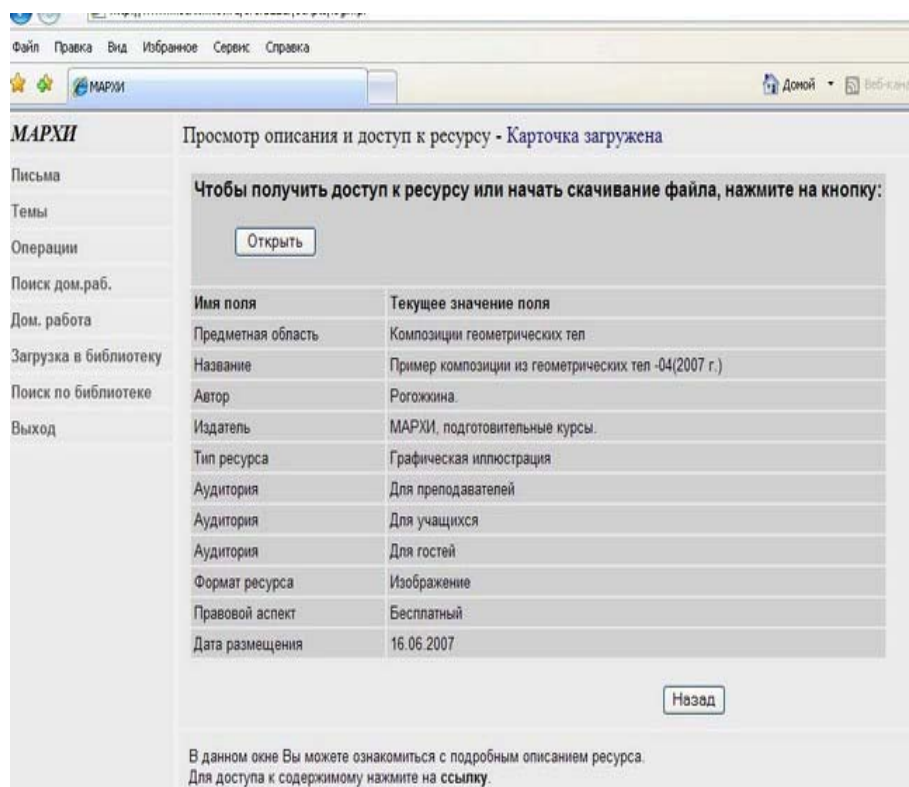 Файл Правка Вид Избранное Сервис Справка
МАРХИ
Домой
МАРХИ
Просмотр описания и доступ к ресурсу - Карточка загружена
Письма
Темы
Операции
Поиск дом.раб.
Дом. работа
Загрузка в библиотеку
Поиск по библиотеке
Выход
Чтобы получить доступ к ресурсу или начать скачивание файла, нажмите на кнопку:
Открыть
Имя поля Текущее значение поля
Предметная область Композиции геометрических тел
Название Пример композиции из геометрических тел -04(2007 г.)
Автор Рогожкина.
Издатель МАРХИ, подготовительные курсы.
Тип ресурса Графическая иллюстрация
Аудитория Для преподавателей
Аудитория Для учащихся
Аудитория Для гостей
Формат ресурса Изображение
Правовой аспект Бесплатный
Дата размещения 16.06.2007
Назад
В данном окне Вы можете ознакомиться с подробным описанием ресурса.
Для доступа к содержимому нажмите на ссылку.